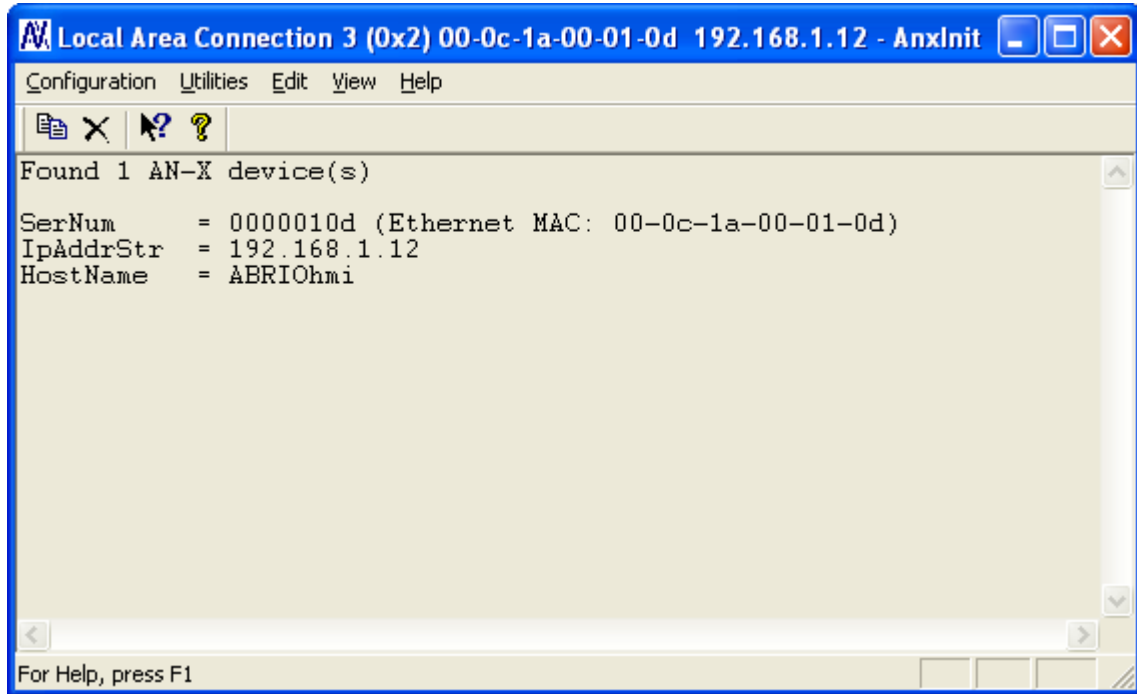 AX Local Area Connection 3 (0x2) 00-0c-1a-00-01-0d 192.168.1.12 - AnxInit
Configuration Utilities Edit View Help
Found 1 AN-X device(s)
SerNum = 0000010d (Ethernet MAC: 00-0c-1a-00-01-0d)
IpAddrStr = 192.168.1.12
HostName = ABRIOhmi
For Help, press F1